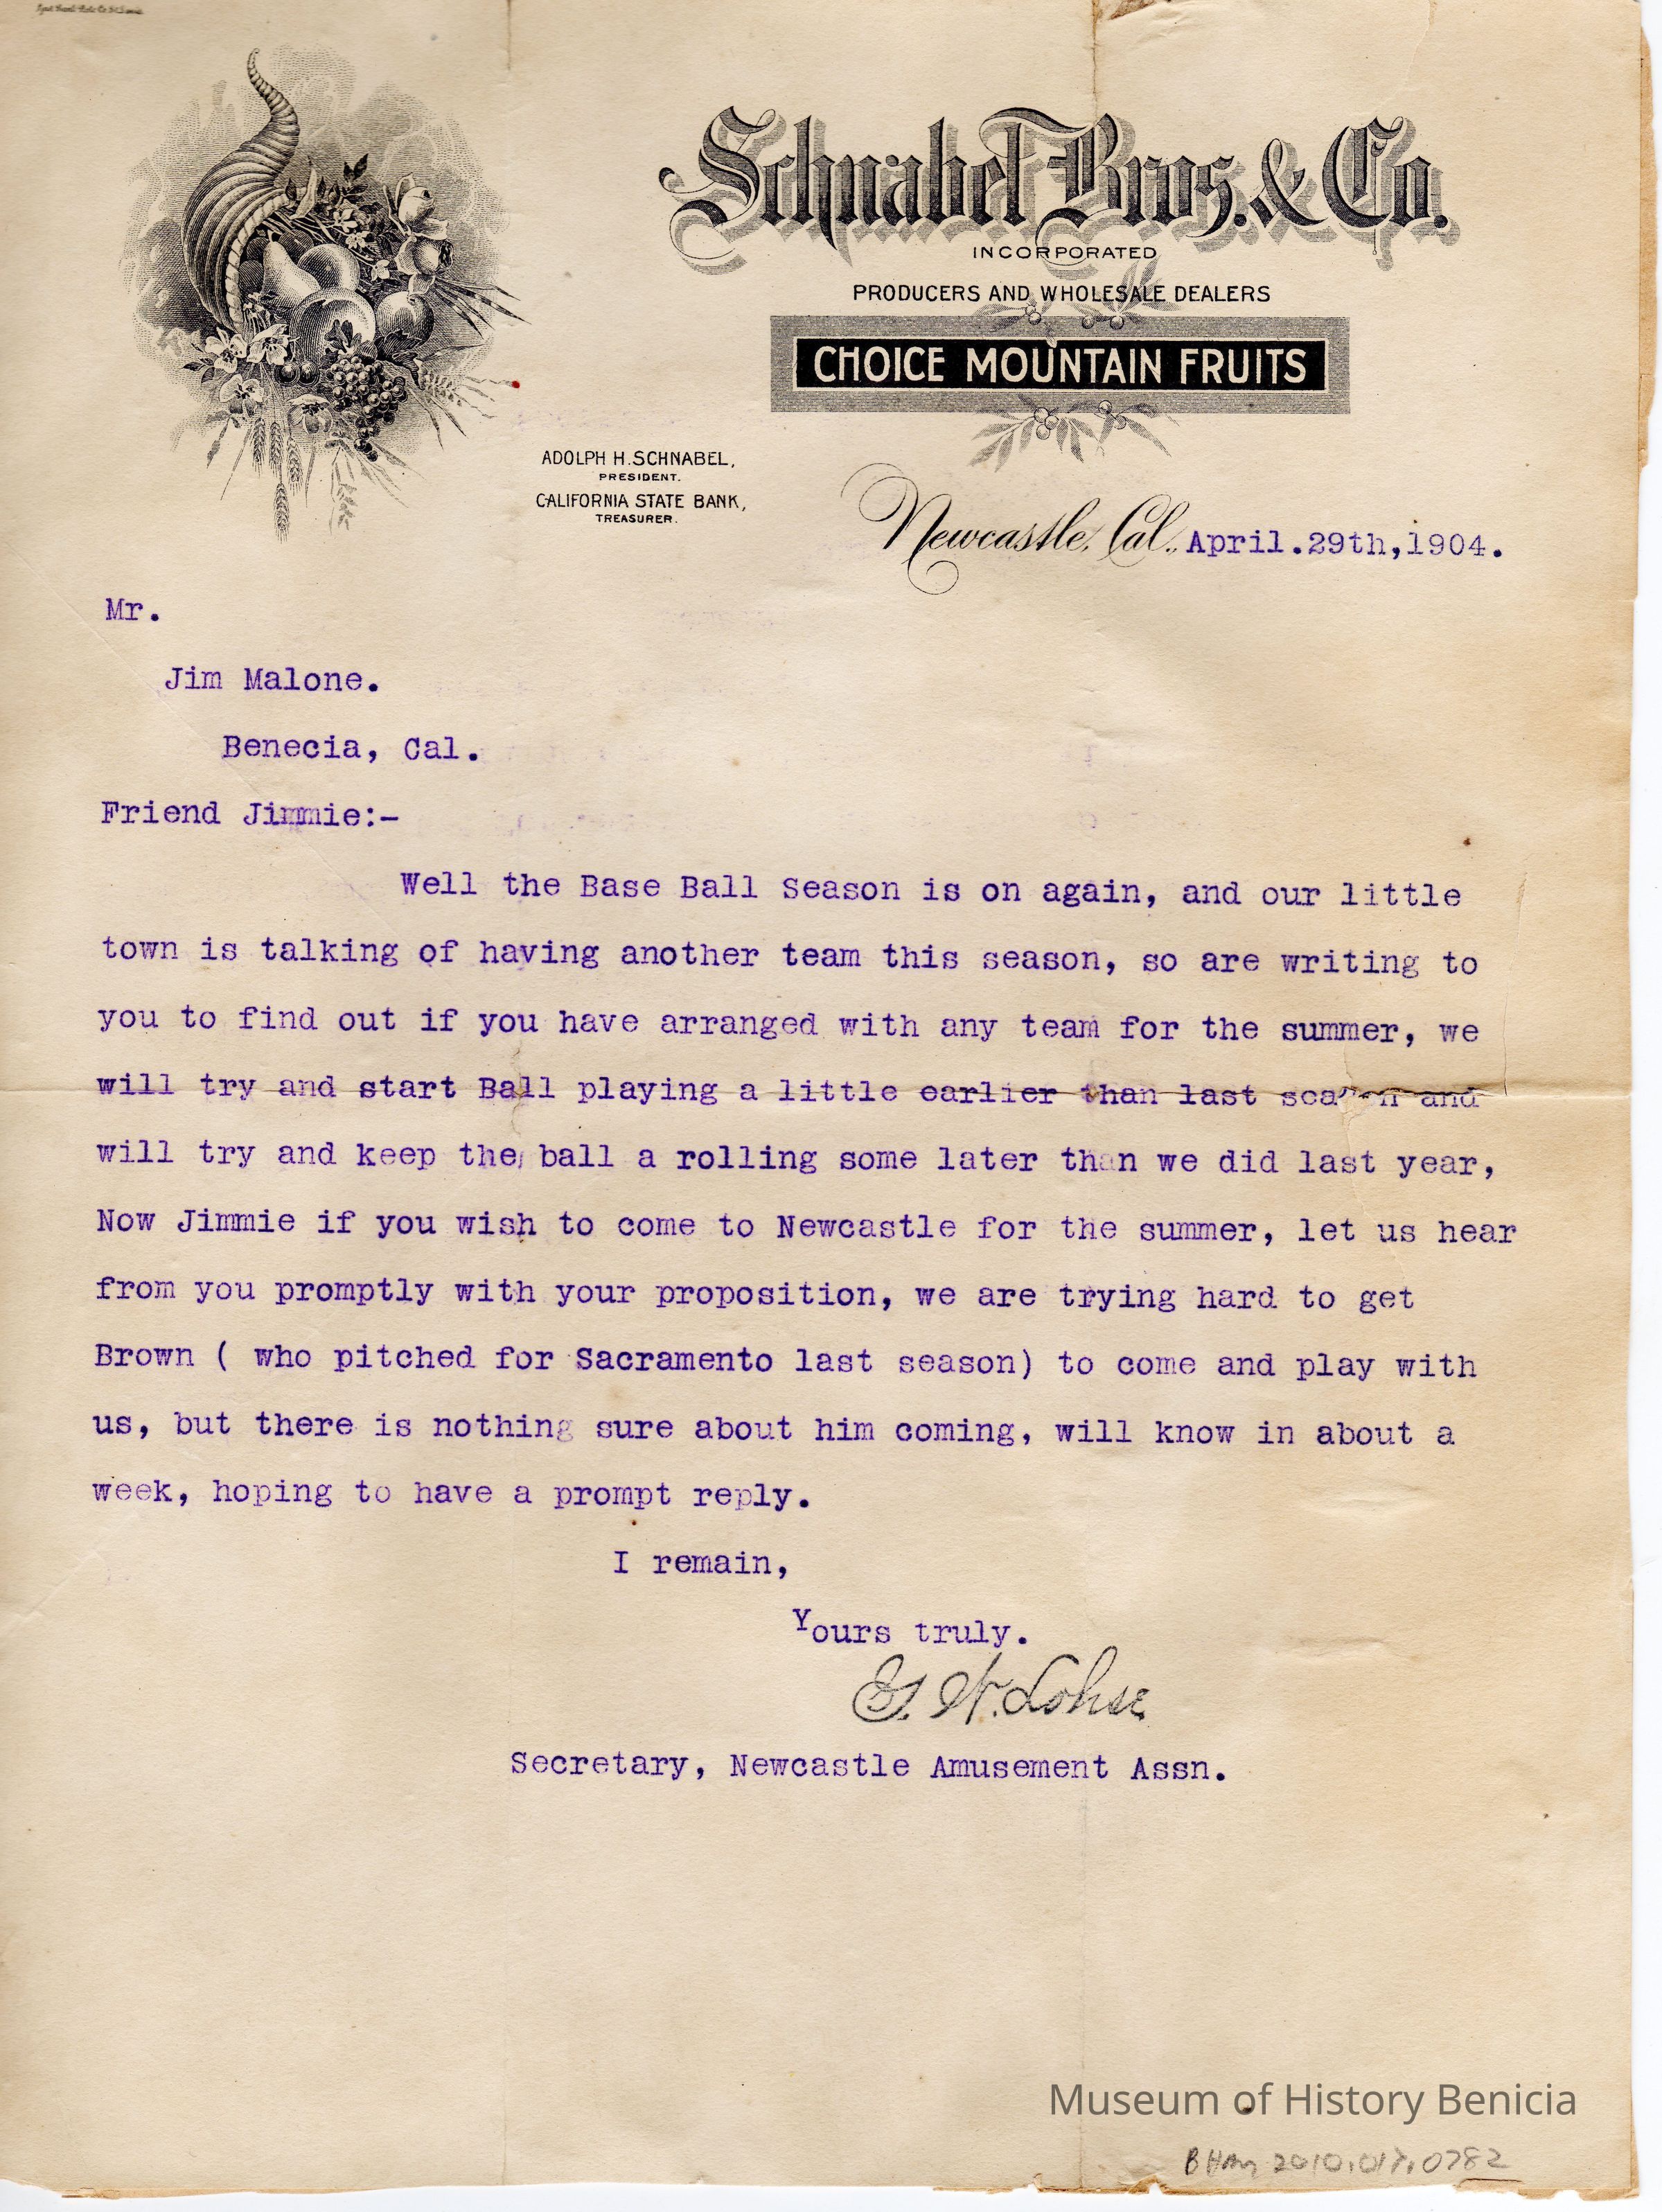 Schnabel Bros. & Co.
INCORPORATED
PRODUCERS AND WHOLESALE DEALERS
CHOICE MOUNTAIN FRUITS
ADOLPH H. SCHNABEL,
PRESIDENT.
CALIFORNIA STATE BANK,
TREASURER.
Newcastle, Cal., April.29th,1904.
Mr.
Jim Malone.
Benecia, Cal.
Friend Jimmie:-
Well the Base Ball Season is on again, and our little
town is talking of having another team this season, so are writing to
you to find out if you have arranged with any team for the summer, we
will try and start Ball playing a little earlier than last season and
will try and keep the ball a rolling some later than we did last year,
Now Jimmie if you wish to come to Newcastle for the summer, let us hear
from you promptly with your proposition, we are trying hard to get
Brown ( who pitched for Sacramento last season) to come and play with
us, but there is nothing sure about him coming, will know in about a
week, hoping to have a prompt reply.
I remain,
Yours truly.
G. W. Lohse
Secretary, Newcastle Amusement Assn.
Museum of History Benicia
2010.017.0782